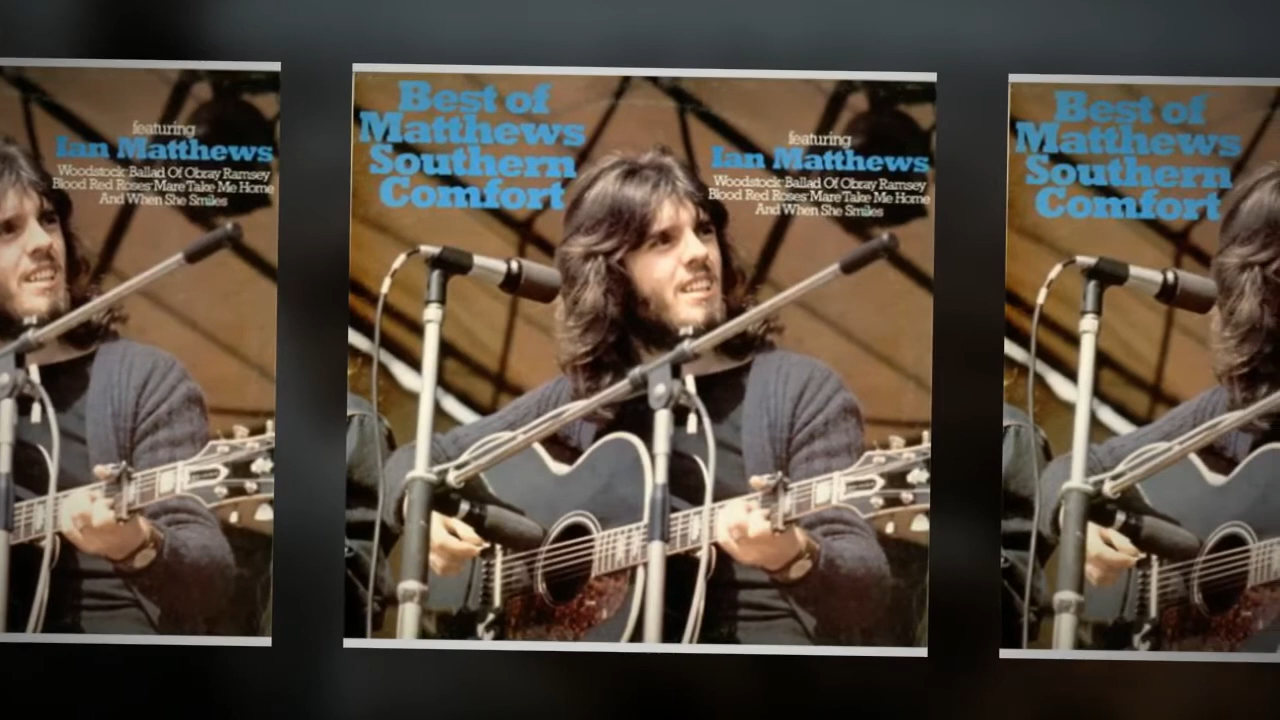 featuring
Ian Matthews
Woodstock·Ballad Of Obray Ramsey
Blood Red Roses·Mare Take Me Home
And When She Smiles
Best of
Matthews
Southern
Comfort
featuring
Ian Matthews
Woodstock·Ballad Of Obray Ramsey
Blood Red Roses·Mare Take Me Home
And When She Smiles
Best of
Matthews
Southern
Comfort